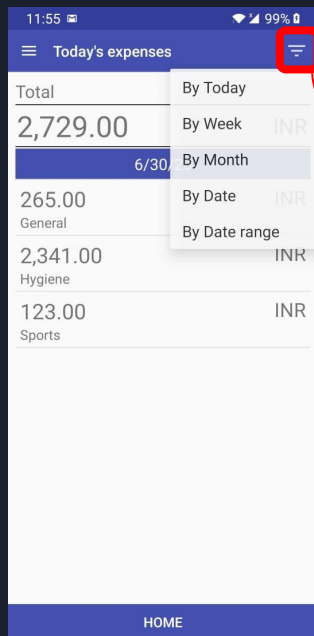 11:55 99%
Today's expenses
By Today
By Week
By Month
By Date
By Date range
Total
2,729.00 INR
6/30/
265.00 INR
General
2,341.00 INR
Hygiene
123.00 INR
Sports
HOME